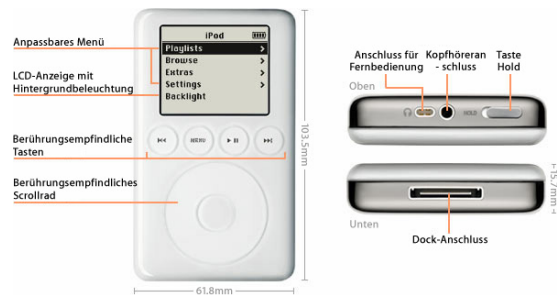 Anpassbares Menü
LCD-Anzeige mit
Hintergrundbeleuchtung
Berührungsempfindliche
Tasten
Berührungsempfindliches
Scrollrad
iPod
Playlists >
Browse >
Extras >
Settings >
Backlight
MENU
103.5mm
61.8mm
Anschluss für
Fernbedienung
Kopfhöreran
- schluss
Taste
Hold
Oben
HOLD
15.7mm
Unten
Dock-Anschluss